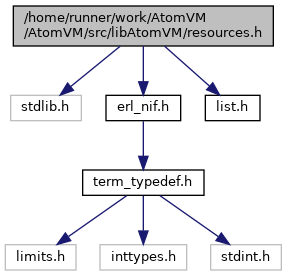 /home/runner/work/AtomVM
/AtomVM/src/libAtomVM/resources.h
stdlib.h
erl_nif.h
list.h
term_typedef.h
limits.h
inttypes.h
stdint.h